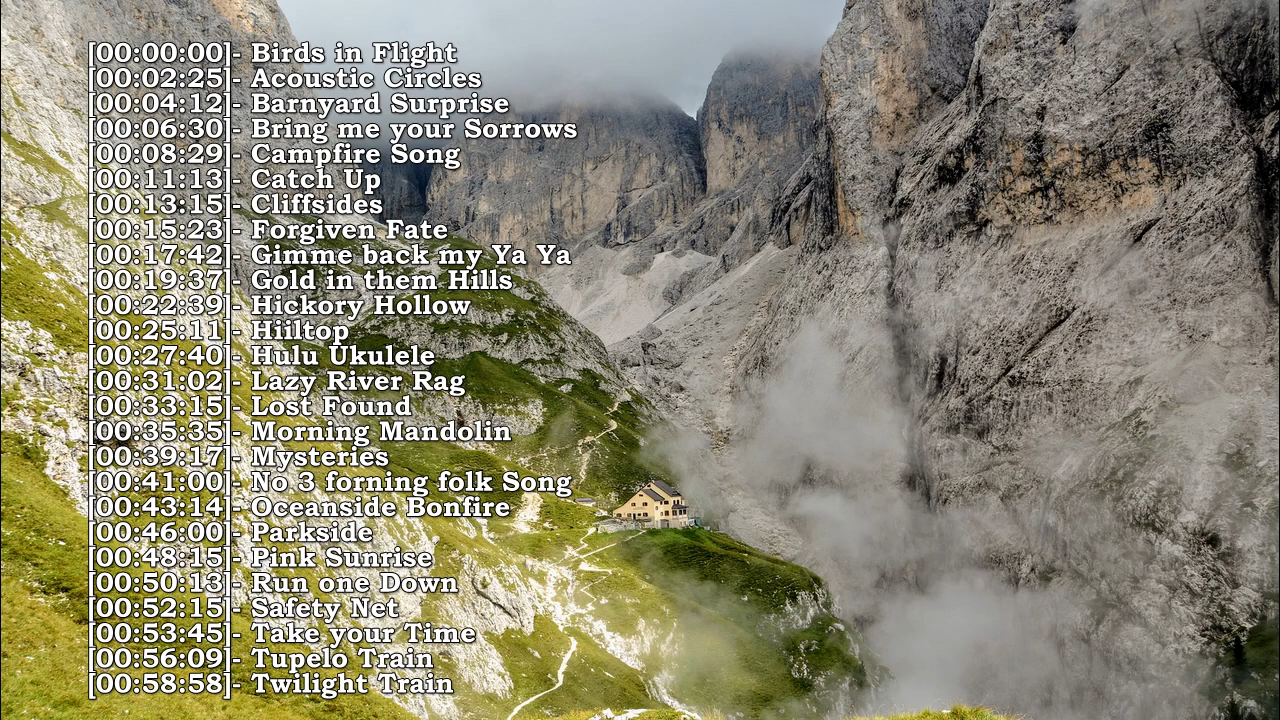 [00:00:00]- Birds in Flight
[00:02:25]- Acoustic Circles
[00:04:12]- Barnyard Surprise
[00:06:30]- Bring me your Sorrows
[00:08:29]- Campfire Song
[00:11:13]- Catch Up
[00:13:15]- Cliffsides
[00:15:23]- Forgiven Fate
[00:17:42]- Gimme back my Ya Ya
[00:19:37]- Gold in them Hills
[00:22:39]- Hickory Hollow
[00:25:11]- Hiiltop
[00:27:40]- Hulu Ukulele
[00:31:02]- Lazy River Rag
[00:33:15]- Lost Found
[00:35:35]- Morning Mandolin
[00:39:17]- Mysteries
[00:41:00]- No 3 forning folk Song
[00:43:14]- Oceanside Bonfire
[00:46:00]- Parkside
[00:48:15]- Pink Sunrise
[00:50:13]- Run one Down
[00:52:15]- Safety Net
[00:53:45]- Take your Time
[00:56:09]- Tupelo Train
[00:58:58]- Twilight Train